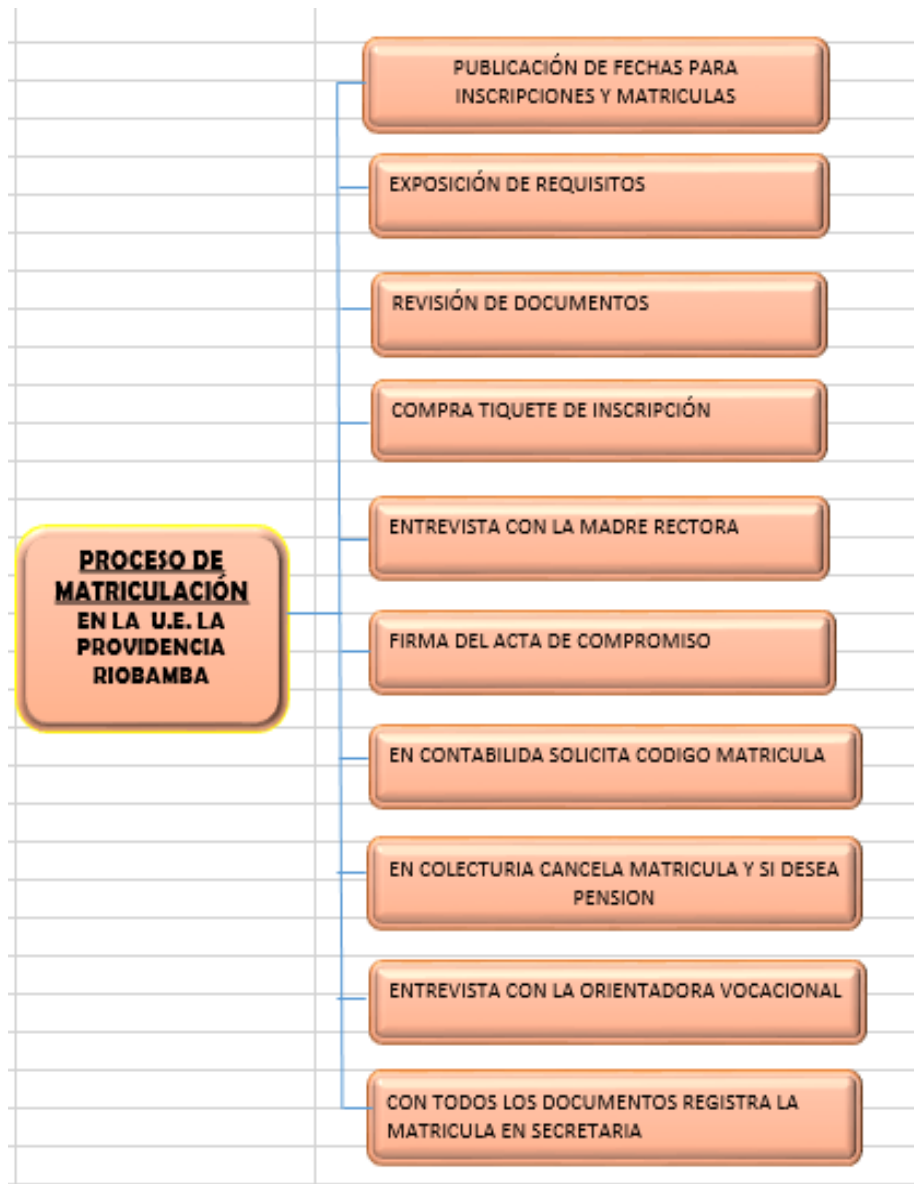 PUBLICACIÓN DE FECHAS PARA
INSCRIPCIONES Y MATRICULAS
EXPOSICIÓN DE REQUISITOS
REVISIÓN DE DOCUMENTOS
COMPRA TIQUETE DE INSCRIPCIÓN
ENTREVISTA CON LA MADRE RECTORA
PROCESO DE
MATRICULACIÓN
EN LA U.E. LA
PROVIDENCIA
RIOBAMBA
FIRMA DEL ACTA DE COMPROMISO
EN CONTABILIDA SOLICITA CODIGO MATRICULA
EN COLECTURIA CANCELA MATRICULA Y SI DESEA
PENSION
ENTREVISTA CON LA ORIENTADORA VOCACIONAL
CON TODOS LOS DOCUMENTOS REGISTRA LA
MATRICULA EN SECRETARIA